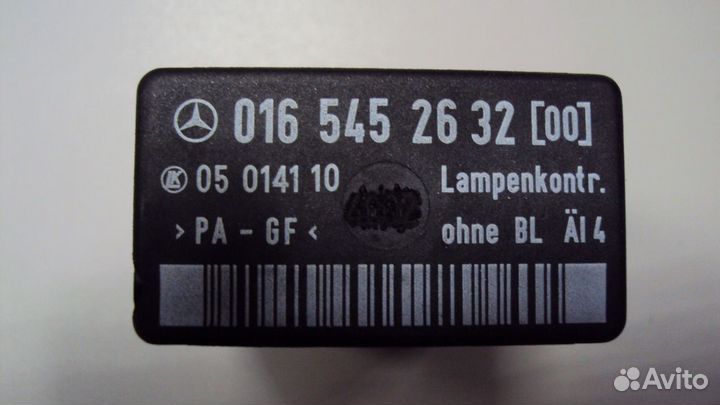 016 545 26 32 [00]
05 0141 10 Lampenkontr.
>PA-GF< ohne BL ÄI 4
Avito